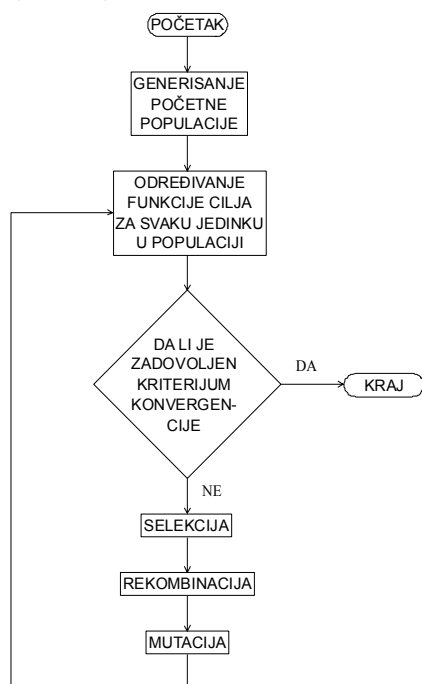 POČETAK
GENERISANJE
POČETNE
POPULACIJE
ODREĐIVANJE
FUNKCIJE CILJA
ZA SVAKU JEDINKU
U POPULACIJI
DA LI JE
ZADOVOLJEN
KRITERIJUM
KONVERGEN-
CIJE
DA
KRAJ
NE
SELEKCIJA
REKOMBINACIJA
MUTACIJA